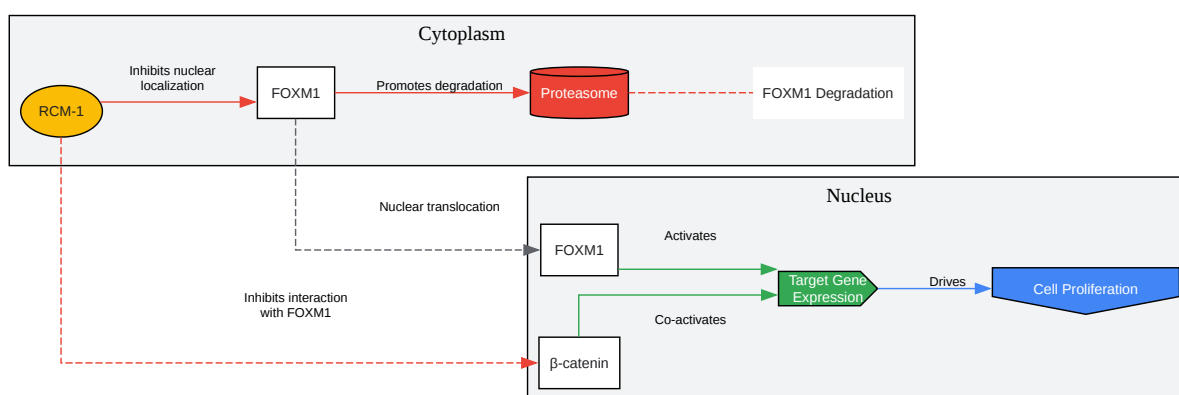 Cytoplasm
Inhibits nuclear
localization
RCM-1
FOXM1
Promotes degradation
Proteasome
FOXM1 Degradation
Nuclear translocation
Nucleus
FOXM1
Activates
Target Gene
Expression
Drives
Cell Proliferation
Inhibits interaction
with FOXM1
Co-activates
β-catenin